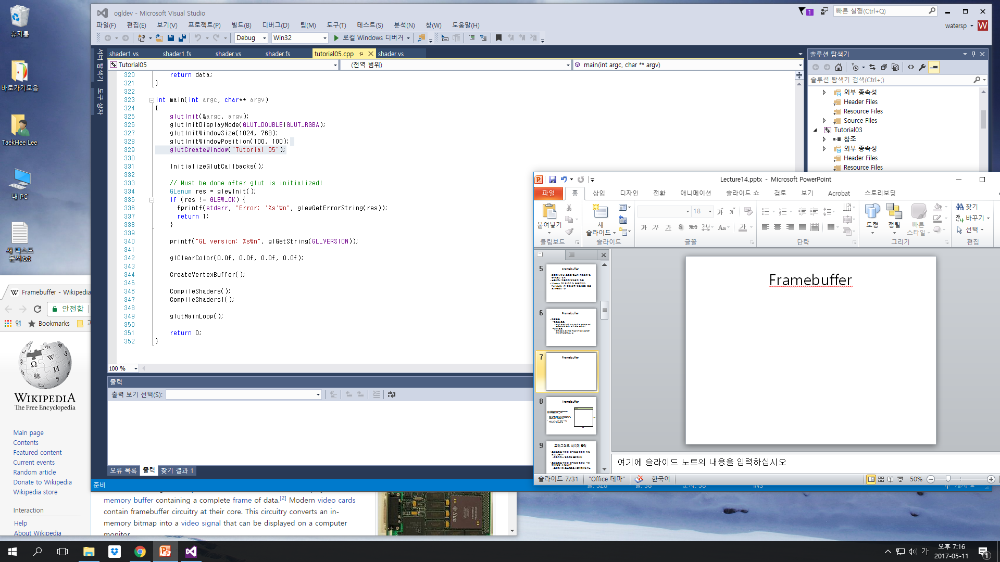 휴지통
바로가기모음
TaekHee Lee
내 PC
새 텍스트
문서.txt
ogldev - Microsoft Visual Studio
1
빠른 실행(Ctrl+Q)
파일(F) 편집(E) 보기(V) 프로젝트(P) 빌드(B) 디버그(D) 팀(M) 도구(T) 테스트(S) 분석(N) 창(W) 도움말(H)
watersp W
Debug Win32 로컬 Windows 디버거
서버 탐색기
도구 상자
shader1.vs shader1.fs shader.vs shader.fs tutorial05.cpp shader.vs
Tutorial05 (전역 범위) main(int argc, char ** argv)
320 return data;
321 }
322
323 int main(int argc, char** argv)
324 {
325 glutInit(&argc, argv);
326 glutInitDisplayMode(GLUT_DOUBLE|GLUT_RGBA);
327 glutInitWindowSize(1024, 768);
328 glutInitWindowPosition(100, 100);
329 glutCreateWindow("Tutorial 05");
330
331 InitializeGlutCallbacks();
332
333 // Must be done after glut is initialized!
334 GLenum res = glewInit();
335 if (res != GLEW_OK) {
336 fprintf(stderr, "Error: '%s'₩n", glewGetErrorString(res));
337 return 1;
338 }
339
340 printf("GL version: %s₩n", glGetString(GL_VERSION));
341
342 glClearColor(0.0f, 0.0f, 0.0f, 0.0f);
343
344 CreateVertexBuffer();
345
346 CompileShaders();
347 CompileShaders1();
348
349 glutMainLoop();
350
351 return 0;
352 }
100 %
출력
출력 보기 선택(S):
오류 목록 출력 찾기 결과 1
준비
솔루션 탐색기
솔루션 탐색기 검색(Ctrl+;)
외부 종속성
Header Files
Resource Files
Source Files
Tutorial03
참조
외부 종속성
Header Files
Resource Files
Lecture14.pptx - Microsoft PowerPoint
파일 홈 삽입 디자인 전환 애니메이션 슬라이드 쇼 검토 보기 Acrobat 스토리보딩
붙여넣기
새
슬라이드
18
도형 정렬 빠른
스타일
찾기
바꾸기
선택
클립보드 슬라이드 글꼴 단락 그리기 편집
5 Framebuffer
6 Framebuffer
7 Framebuffer
8 Framebuffer
9 프래그먼트 쉐이더 출력
Framebuffer
여기에 슬라이드 노트의 내용을 입력하십시오
슬라이드 7/31 "Office 테마" 한국어 50%
Framebuffer - Wikipedia
안전함
앱 Bookmarks
WIKIPEDIA
The Free Encyclopedia
Main page
Contents
Featured content
Current events
Random article
Donate to Wikipedia
Wikipedia store
Interaction
Help
About Wikipedia
memory buffer containing a complete frame of data.[2] Modern video cards
contain framebuffer circuitry at their core. This circuitry converts an in-
memory bitmap into a video signal that can be displayed on a computer
monitor.
가
오후 7:16
2017-05-11
1